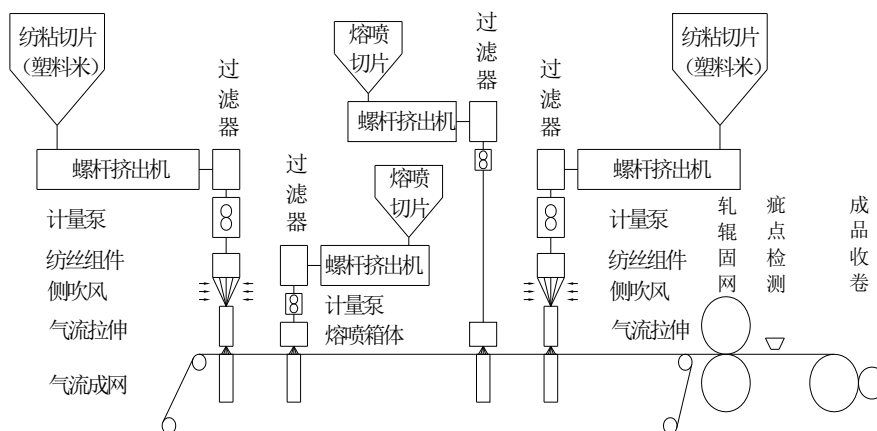 纺粘切片
（塑料米）
过滤器
螺杆挤出机
计量泵
纺丝组件
侧吹风
气流拉伸
气流成网
过滤器
熔喷
切片
螺杆挤出机
计量泵
熔喷箱体
熔喷
切片
螺杆挤出机
过滤器
过滤器
纺粘切片
（塑料米）
螺杆挤出机
计量泵
纺丝组件
侧吹风
气流拉伸
轧辊固网
疵点检测
成品收卷